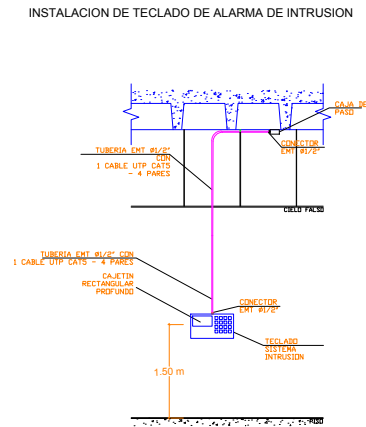 INSTALACION DE TECLADO DE ALARMA DE INTRUSION
CAJA DE
PASO
TUBERIA EMT Ø1/2"
CON
1 CABLE UTP CAT5
- 4 PARES
CONECTOR
EMT Ø1/2"
CIELO FALSO
TUBERIA EMT Ø1/2" CON
1 CABLE UTP CAT5 - 4 PARES
CAJETIN
RECTANGULAR
PROFUNDO
CONECTOR
EMT Ø1/2"
TECLADO
SISTEMA
INTRUSION
1.50 m
PISO